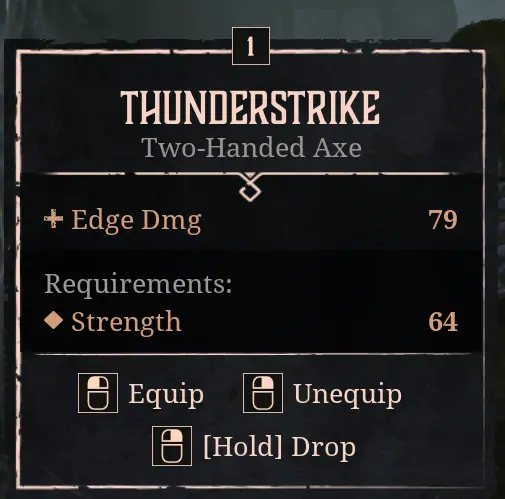 1
THUNDERSTRIKE
Two-Handed Axe
Edge Dmg 79
Requirements:
Strength 64
Equip Unequip
[Hold] Drop